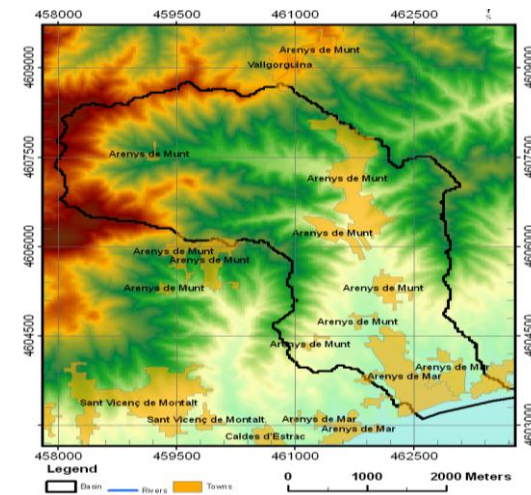 458000 459500 461000 462500
4609000 4609000
Arenys de Munt
Vallgorguina
4607500 4607500
Arenys de Munt
Arenys de Munt
Arenys de Munt
4606000 4606000
Arenys de Munt
Arenys de Munt
Arenys de Munt
Arenys de Munt
Arenys de Munt
4604500 4604500
Arenys de Munt
Arenys de Mar
Arenys de Mar
Sant Vicenç de Montalt
Sant Vicenç de Montalt
Arenys de Mar
Arenys de Mar
Caldes d'Estrac
4603000 4603000
458000 459500 461000 462500
Legend
Basin Rivers Towns
0 1000 2000 Meters